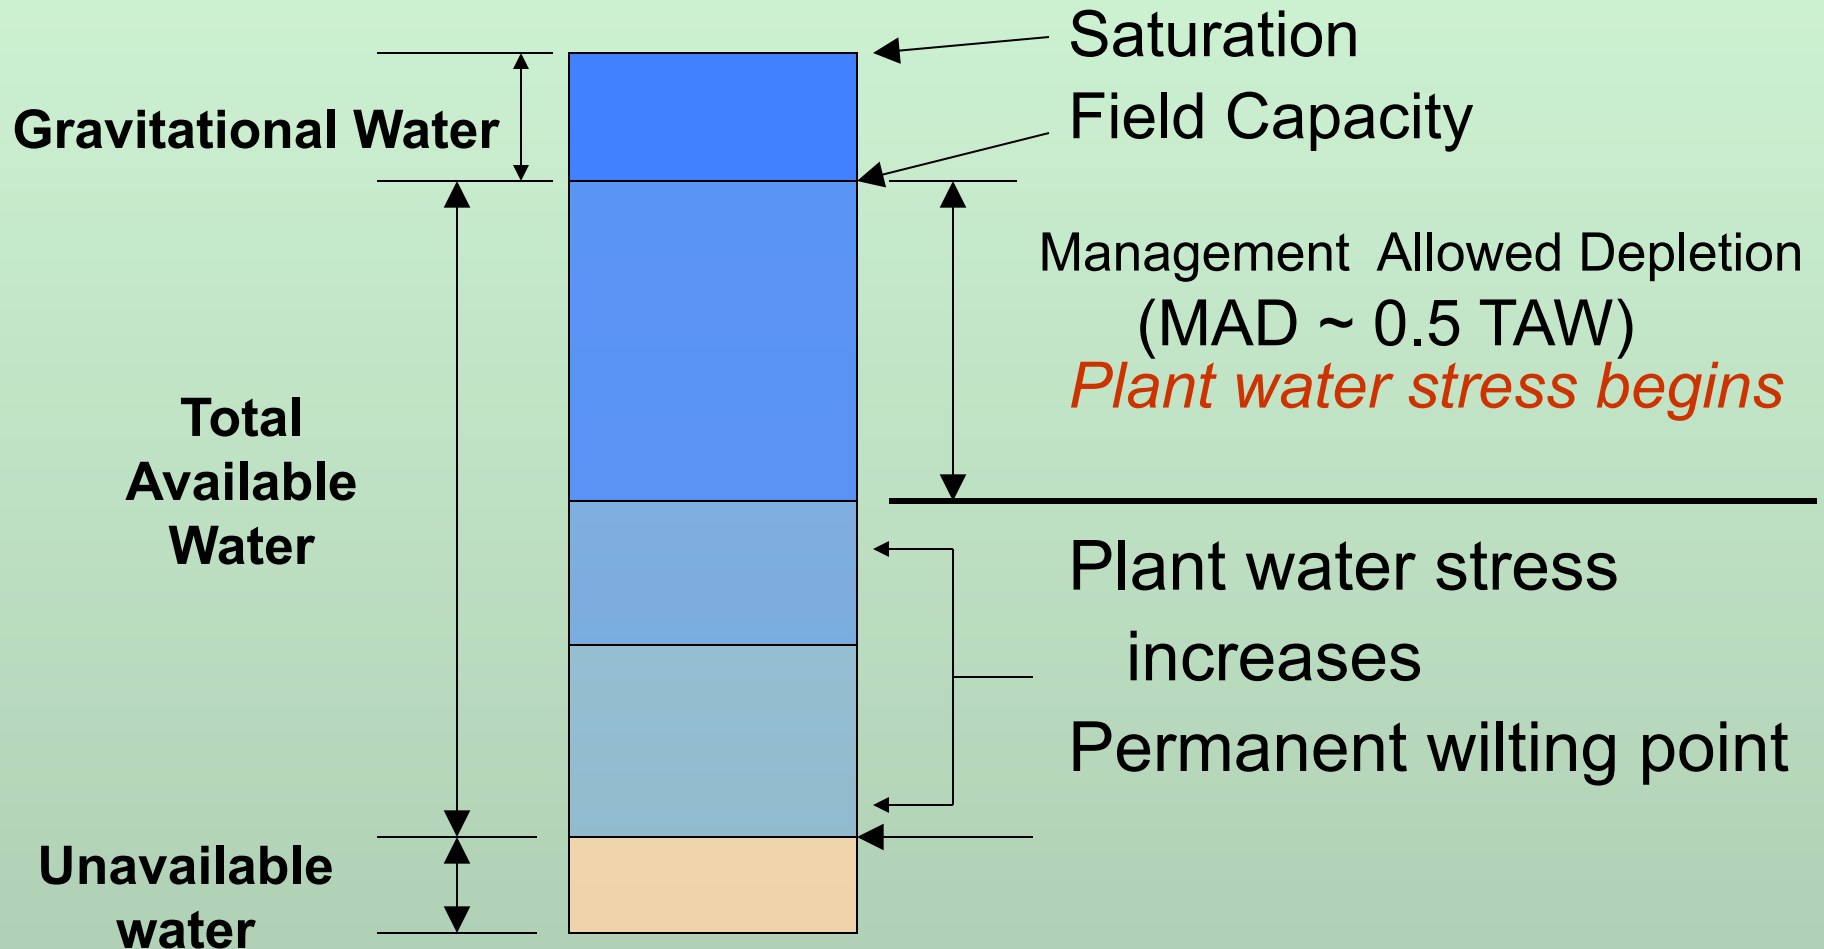 Saturation
Gravitational Water
Field Capacity
Management Allowed Depletion
(MAD ~ 0.5 TAW)
Plant water stress begins
Total
Available
Water
Plant water stress
increases
Permanent wilting point
Unavailable
water